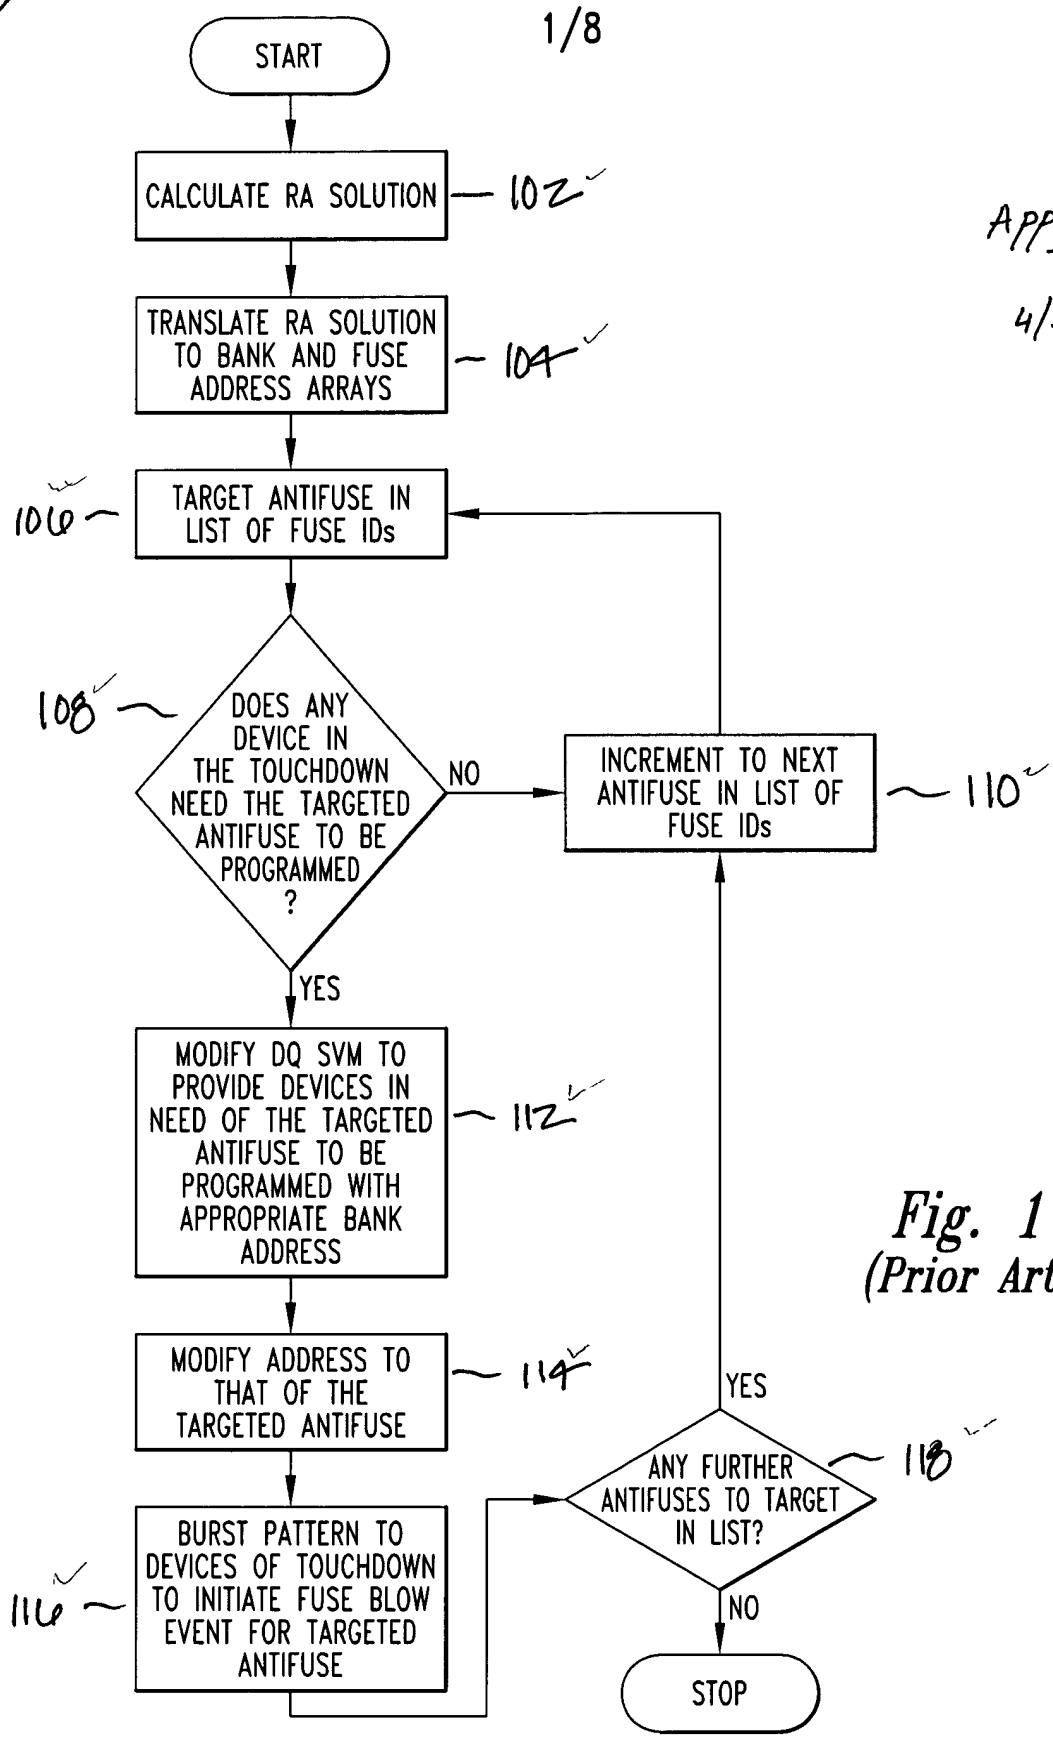 1/8
START
CALCULATE RA SOLUTION
102
TRANSLATE RA SOLUTION
TO BANK AND FUSE
ADDRESS ARRAYS
104
4/
TARGET ANTIFUSE IN
LIST OF FUSE IDs
106
108
DOES ANY
DEVICE IN
THE TOUCHDOWN
NEED THE TARGETED
ANTIFUSE TO BE
PROGRAMMED
?
NO
INCREMENT TO NEXT
ANTIFUSE IN LIST OF
FUSE IDs
110
YES
MODIFY DQ SVM TO
PROVIDE DEVICES IN
NEED OF THE TARGETED
ANTIFUSE TO BE
PROGRAMMED WITH
APPROPRIATE BANK
ADDRESS
112
Fig. 1
(Prior Art
MODIFY ADDRESS TO
THAT OF THE
TARGETED ANTIFUSE
114
YES
ANY FURTHER
ANTIFUSES TO TARGET
IN LIST?
118
BURST PATTERN TO
DEVICES OF TOUCHDOWN
TO INITIATE FUSE BLOW
EVENT FOR TARGETED
ANTIFUSE
116
NO
STOP